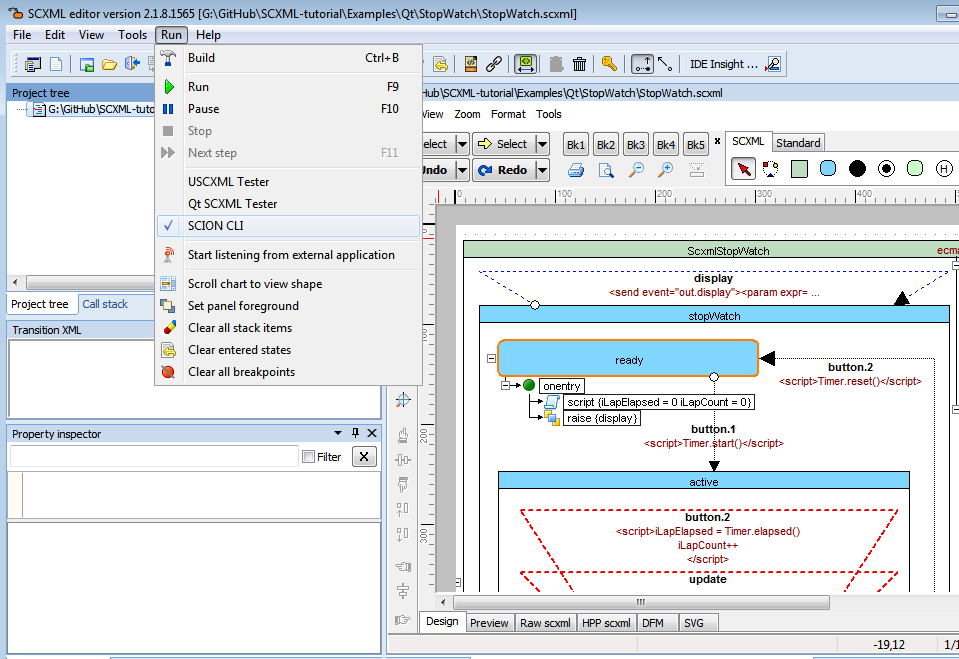 SCXML editor version 2.1.8.1565 [G:\GitHub\SCXML-tutorial\Examples\Qt\StopWatch\StopWatch.scxml]
File Edit View Tools Run Help
IDE Insight ...
Project tree
G:\GitHub\SCXML-tuto
Build Ctrl+B
Run F9
Pause F10
Stop
Next step F11
USCXML Tester
Qt SCXML Tester
SCION CLI
Start listening from external application
Scroll chart to view shape
Set panel foreground
Clear all stack items
Clear entered states
Clear all breakpoints
Project tree Call stack
Transition XML
Property inspector
Filter X
Hub\SCXML-tutorial\Examples\Qt\StopWatch\StopWatch.scxml
View Zoom Format Tools
elect Select Bk1 Bk2 Bk3 Bk4 Bk5 x SCXML Standard
Undo Redo H
0 100 200 300 400
0
100
200
300
ScxmlStopWatch ecma
display
<send event="out.display"><param expr= ...
stopWatch
ready
button.2
<script>Timer.reset()</script>
onentry
script {iLapElapsed = 0 iLapCount = 0}
raise {display}
button.1
<script>Timer.start()</script>
active
button.2
<script>iLapElapsed = Timer.elapsed()
iLapCount++
</script>
update
Design Preview Raw scxml HPP scxml DFM SVG
-19,12 1/1